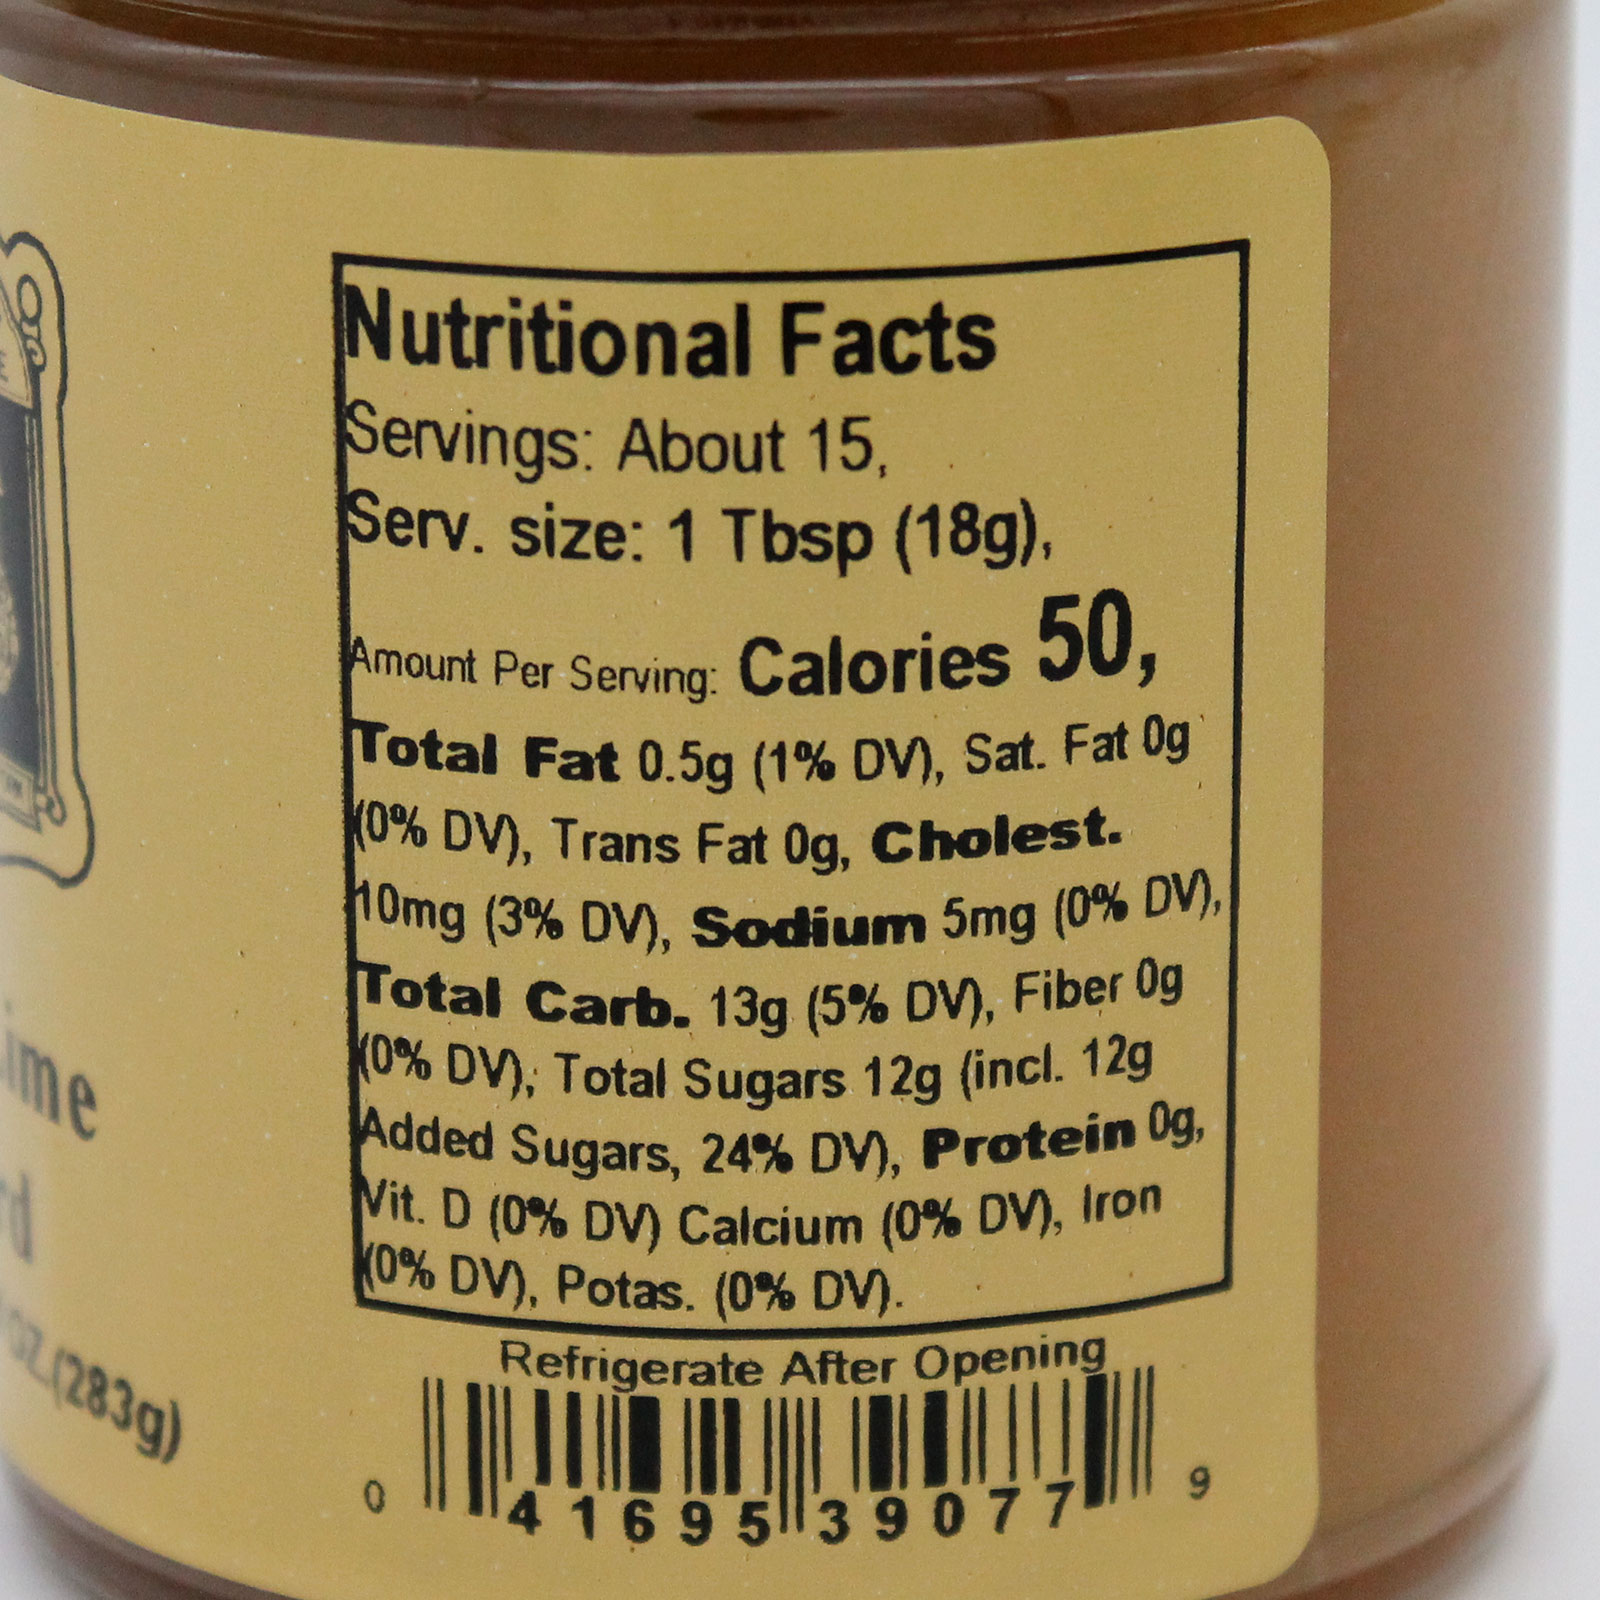 Nutritional Facts
Servings: About 15,
Serv. size: 1 Tbsp (18g),
Amount Per Serving: Calories 50,
Total Fat 0.5g (1% DV), Sat. Fat 0g
(0% DV), Trans Fat 0g, Cholest.
10mg (3% DV), Sodium 5mg (0% DV),
Total Carb. 13g (5% DV), Fiber 0g
(0% DV), Total Sugars 12g (incl. 12g
Added Sugars, 24% DV), Protein 0g,
Vit. D (0% DV) Calcium (0% DV), Iron
(0% DV), Potas. (0% DV).
Refrigerate After Opening
0 41695 39077 9
oz.(283g)